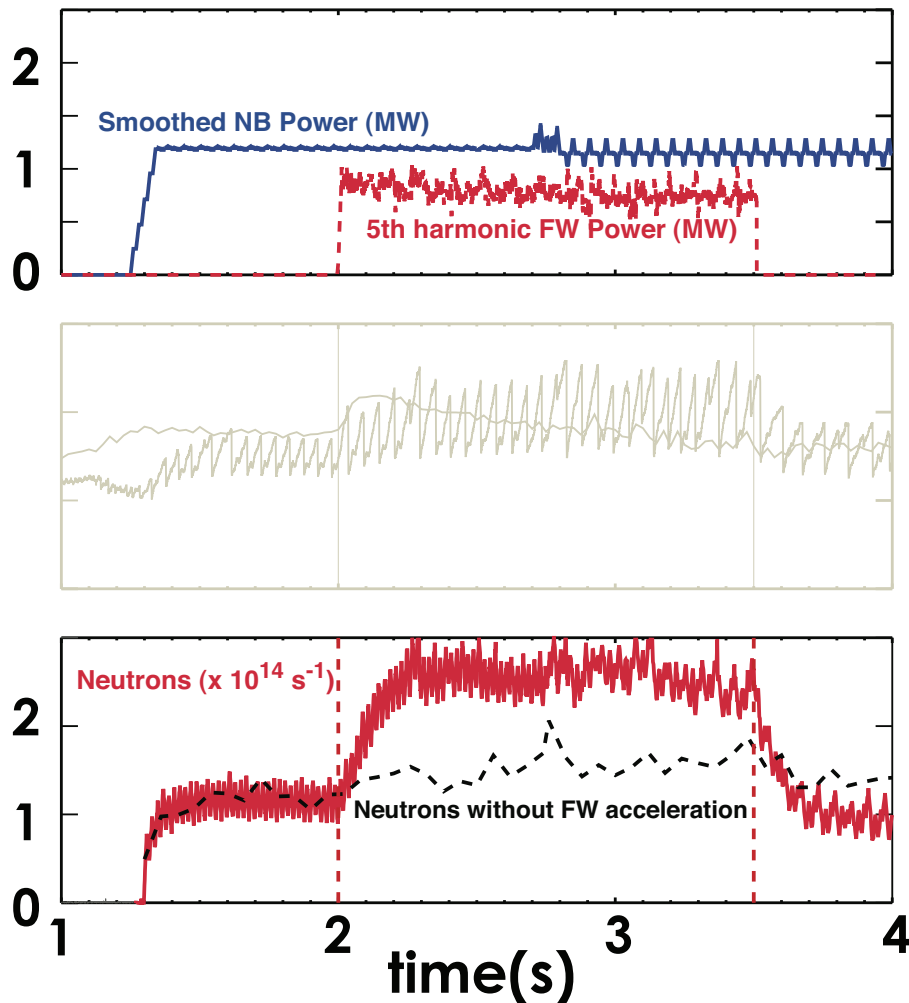 2
Smoothed NB Power (MW)
1
5th harmonic FW Power (MW)
0
Neutrons (x 10¹⁴ s⁻¹)
2
Neutrons without FW acceleration
1
0
1 2 3 4
time(s)